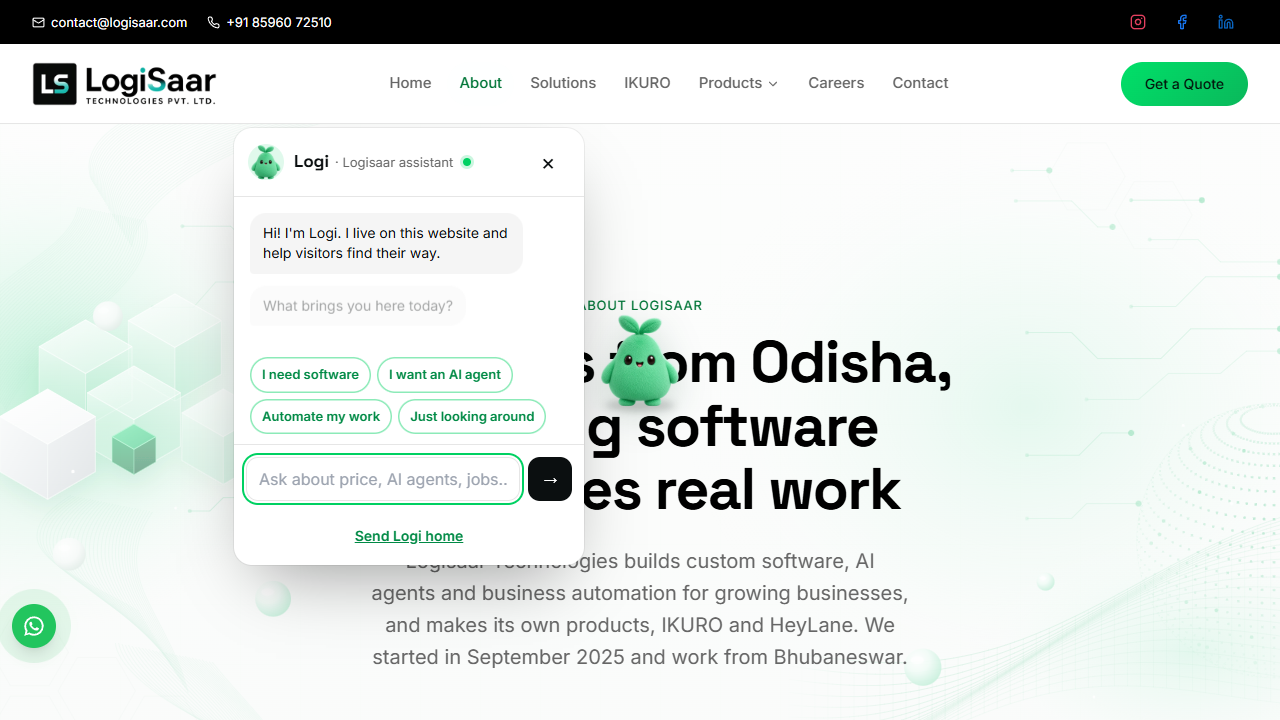 contact@logisaar.com
+91 85960 72510
LS LogiSaar
TECHNOLOGIES PVT. LTD.
Home
About
Solutions
IKURO
Products
Careers
Contact
Get a Quote
Logi · Logisaar assistant
Hi! I'm Logi. I live on this website and
help visitors find their way.
What brings you here today?
I need software
I want an AI agent
Automate my work
Just looking around
Ask about price, AI agents, jobs..
→
Send Logi home
ABOUT LOGISAAR
Odisha,
software
real work
Logisaar Technologies builds custom software, AI
agents and business automation for growing businesses,
and makes its own products, IKURO and HeyLane. We
started in September 2025 and work from Bhubaneswar.